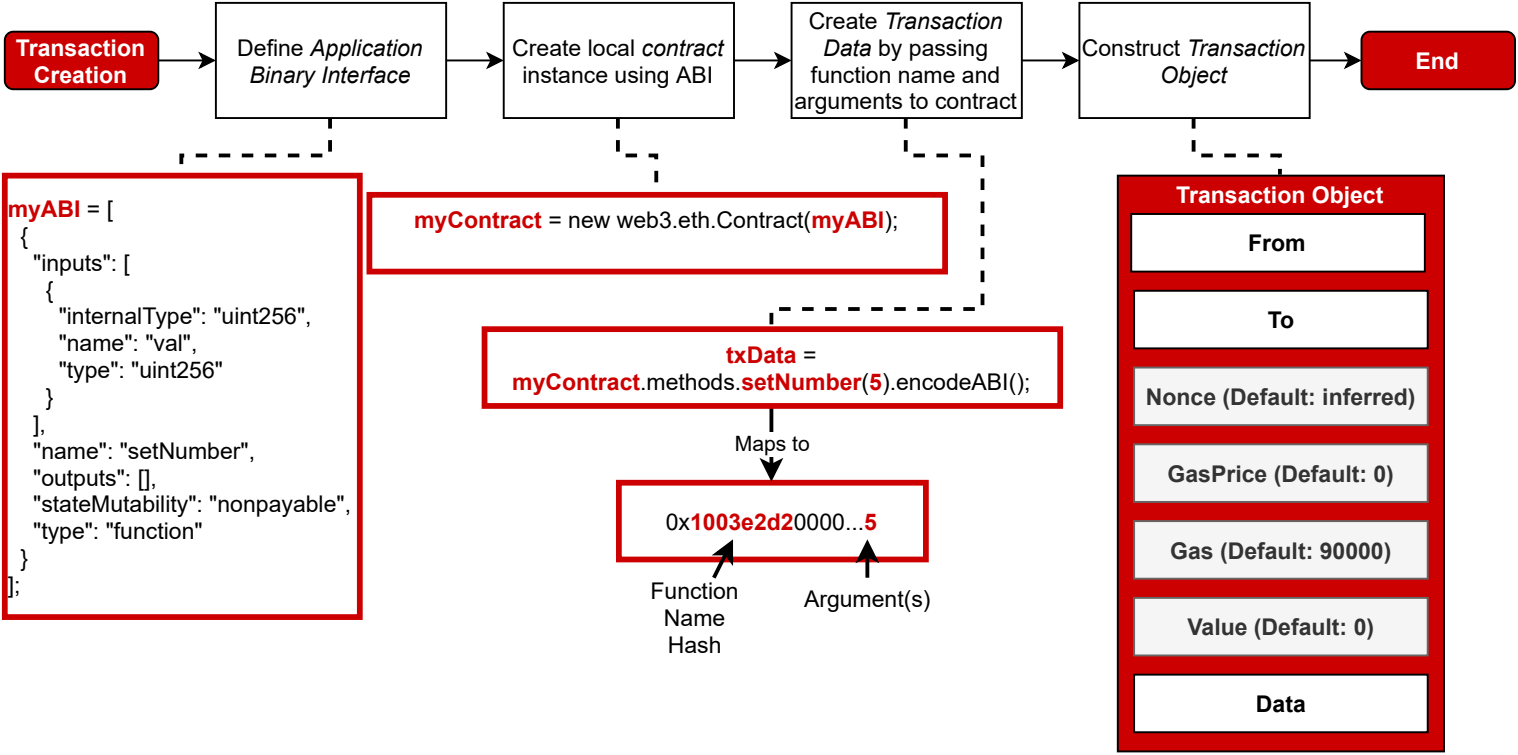 Transaction
Creation
Define Application
Binary Interface
Create local contract
instance using ABI
Create Transaction
Data by passing
function name and
arguments to contract
Construct Transaction
Object
End
myABI = [
{
"inputs": [
{
"internalType": "uint256",
"name": "val",
"type": "uint256"
}
],
"name": "setNumber",
"outputs": [],
"stateMutability": "nonpayable",
"type": "function"
}
];
myContract = new web3.eth.Contract(myABI);
txData =
myContract.methods.setNumber(5).encodeABI();
Maps to
0x1003e2d20000...5
Function
Name
Hash
Argument(s)
Transaction Object
From
To
Nonce (Default: inferred)
GasPrice (Default: 0)
Gas (Default: 90000)
Value (Default: 0)
Data